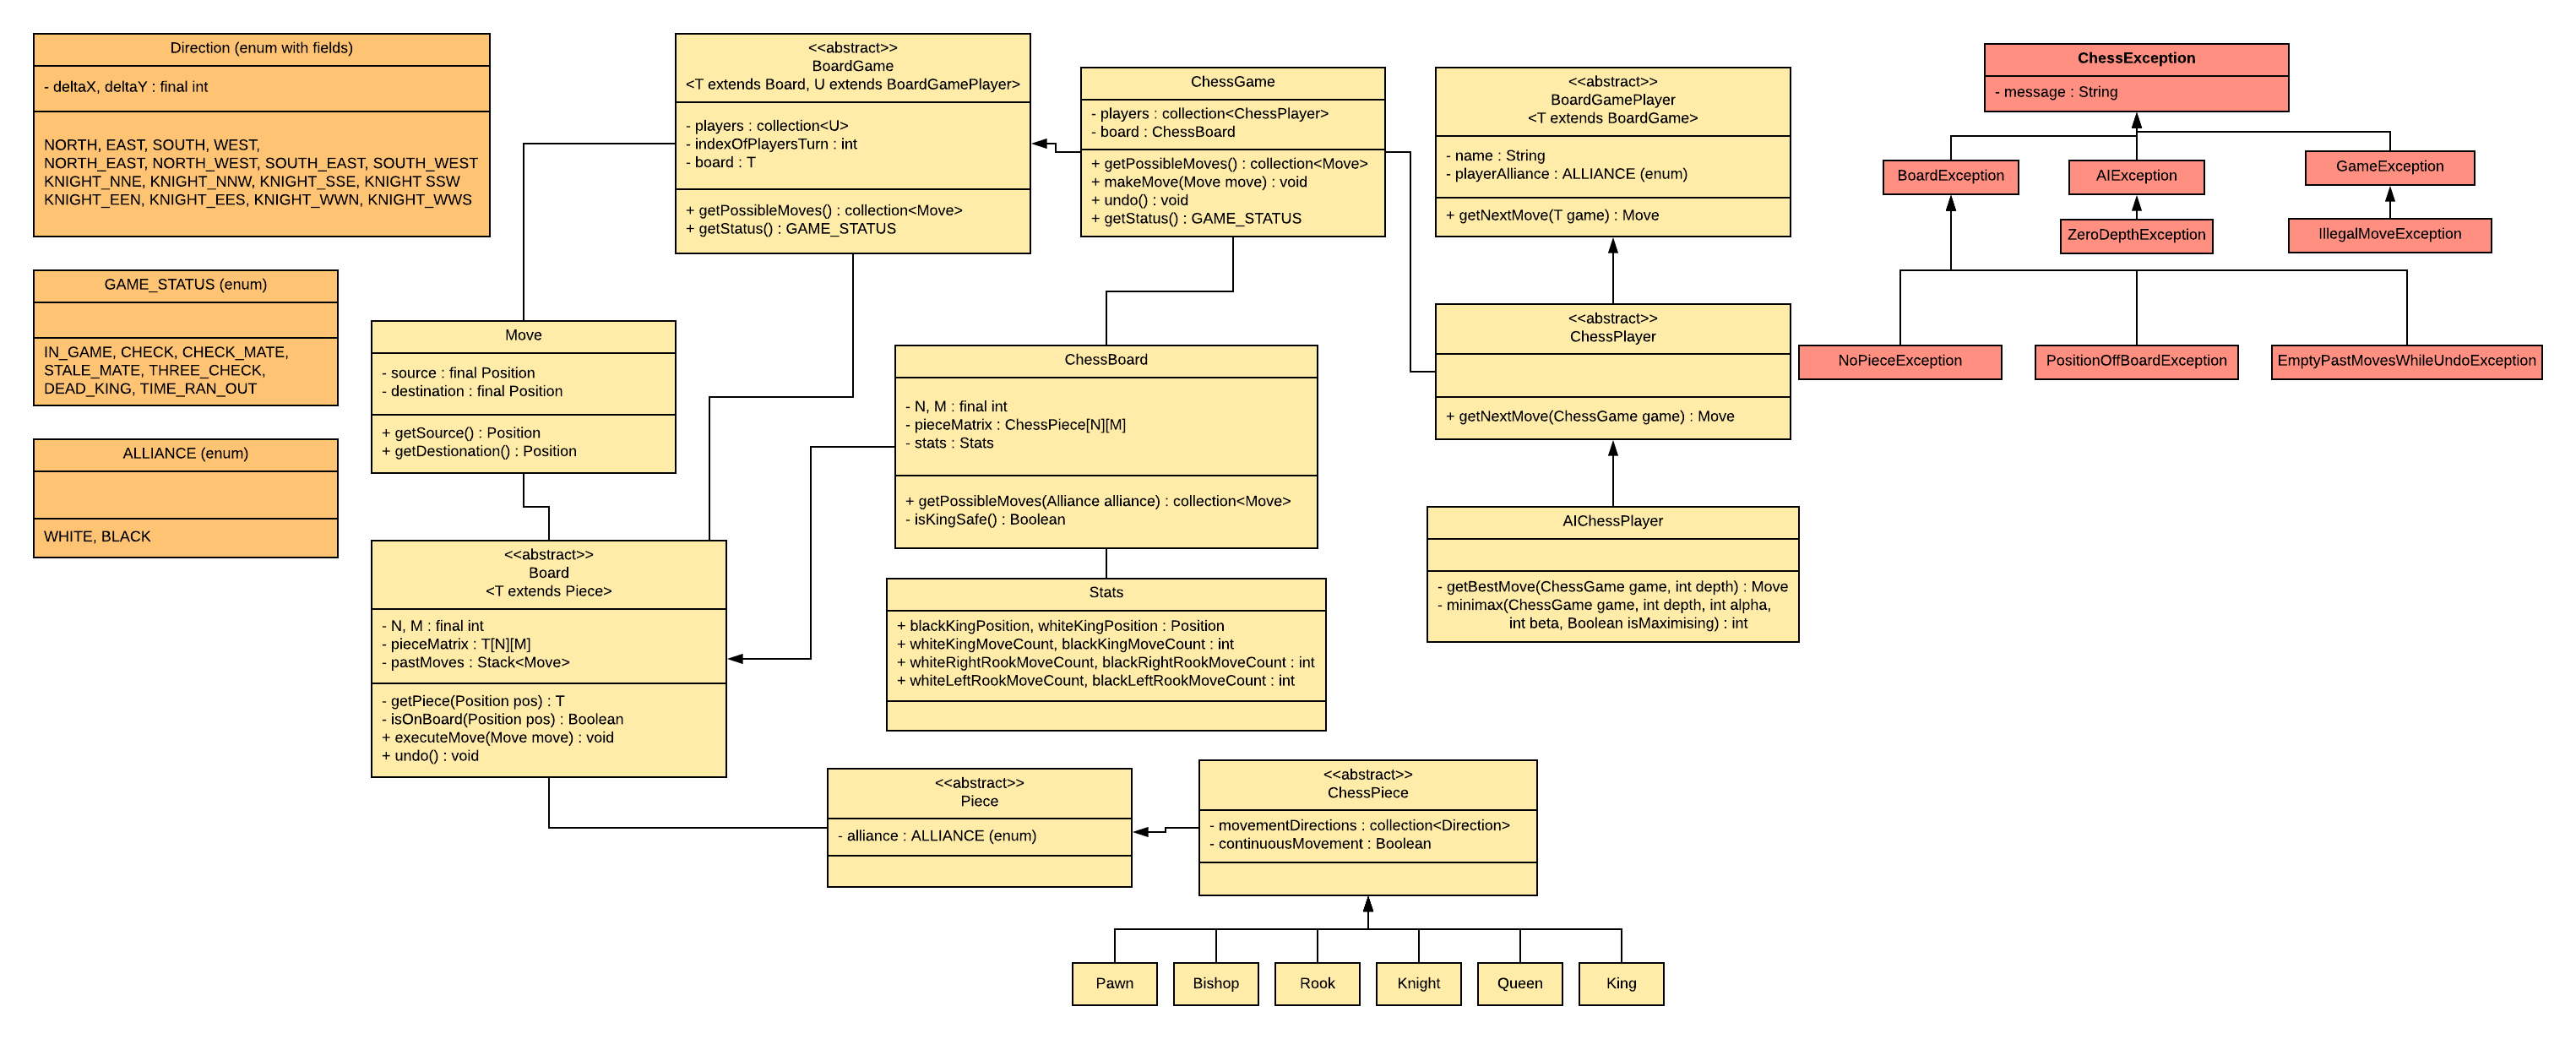 Direction (enum with fields)
- deltaX, deltaY : final int
NORTH, EAST, SOUTH, WEST,
NORTH_EAST, NORTH_WEST, SOUTH_EAST, SOUTH_WEST
KNIGHT_NNE, KNIGHT_NNW, KNIGHT_SSE, KNIGHT SSW
KNIGHT_EEN, KNIGHT_EES, KNIGHT_WWN, KNIGHT_WWS
GAME_STATUS (enum)
IN_GAME, CHECK, CHECK_MATE,
STALE_MATE, THREE_CHECK,
DEAD_KING, TIME_RAN_OUT
ALLIANCE (enum)
WHITE, BLACK
<<abstract>>
BoardGame
<T extends Board, U extends BoardGamePlayer>
- players : collection<U>
- indexOfPlayersTurn : int
- board : T
+ getPossibleMoves() : collection<Move>
+ getStatus() : GAME_STATUS
ChessGame
- players : collection<ChessPlayer>
- board : ChessBoard
+ getPossibleMoves() : collection<Move>
+ makeMove(Move move) : void
+ undo() : void
+ getStatus() : GAME_STATUS
<<abstract>>
BoardGamePlayer
<T extends BoardGame>
- name : String
- playerAlliance : ALLIANCE (enum)
+ getNextMove(T game) : Move
ChessException
- message : String
BoardException
AIException
GameException
ZeroDepthException
IllegalMoveException
NoPieceException
PositionOffBoardException
EmptyPastMovesWhileUndoException
Move
- source : final Position
- destination : final Position
+ getSource() : Position
+ getDestionation() : Position
ChessBoard
- N, M : final int
- pieceMatrix : ChessPiece[N][M]
- stats : Stats
+ getPossibleMoves(Alliance alliance) : collection<Move>
- isKingSafe() : Boolean
<<abstract>>
ChessPlayer
+ getNextMove(ChessGame game) : Move
AIChessPlayer
- getBestMove(ChessGame game, int depth) : Move
- minimax(ChessGame game, int depth, int alpha,
int beta, Boolean isMaximising) : int
<<abstract>>
Board
<T extends Piece>
- N, M : final int
- pieceMatrix : T[N][M]
- pastMoves : Stack<Move>
- getPiece(Position pos) : T
- isOnBoard(Position pos) : Boolean
+ executeMove(Move move) : void
+ undo() : void
Stats
+ blackKingPosition, whiteKingPosition : Position
+ whiteKingMoveCount, blackKingMoveCount : int
+ whiteRightRookMoveCount, blackRightRookMoveCount : int
+ whiteLeftRookMoveCount, blackLeftRookMoveCount : int
<<abstract>>
Piece
- alliance : ALLIANCE (enum)
<<abstract>>
ChessPiece
- movementDirections : collection<Direction>
- continuousMovement : Boolean
Pawn
Bishop
Rook
Knight
Queen
King